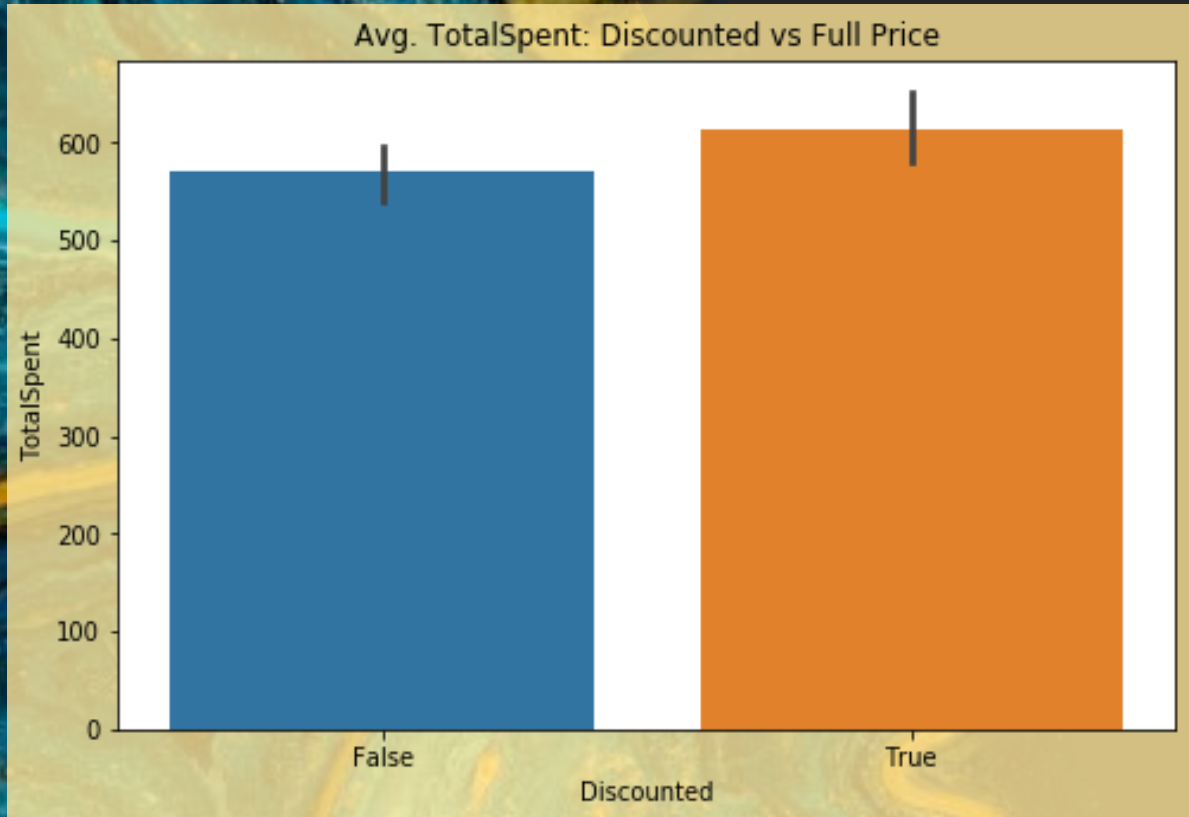 Avg. TotalSpent: Discounted vs Full Price
TotalSpent
600
500
400
300
200
100
0
False
True
Discounted